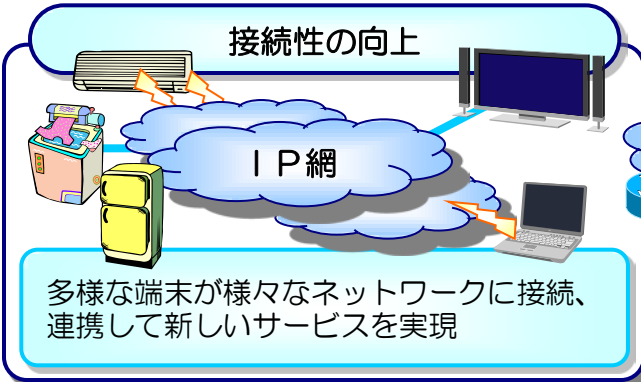 接続性の向上
ＩＰ網
多様な端末が様々なネットワークに接続、
連携して新しいサービスを実現